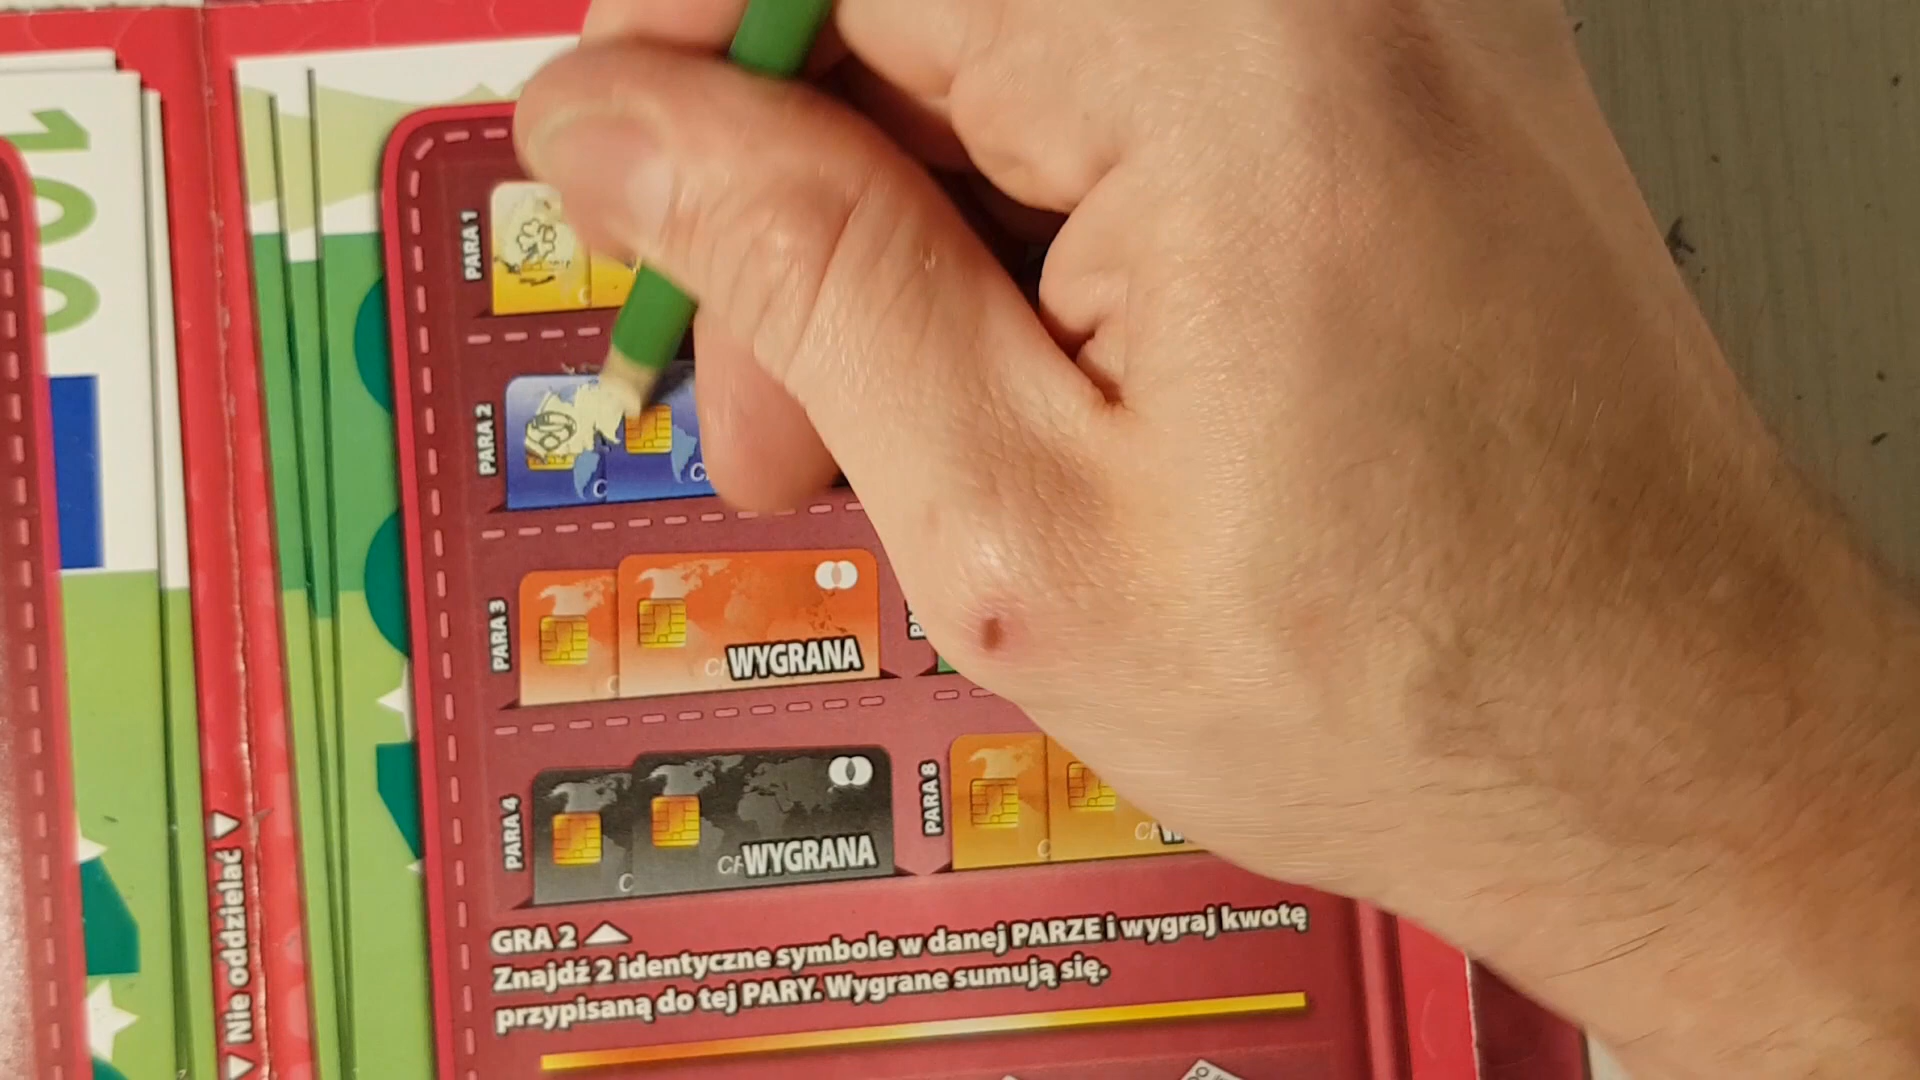 100
PARA 1
PARA 2
PARA 3
WYGRANA
PARA 4
WYGRANA
PARA 8
GRA 2
Znajdź 2 identyczne symbole w danej PARZE i wygraj kwotę
przypisaną do tej PARY. Wygrane sumują się.
▼ Nie oddzielać ▼